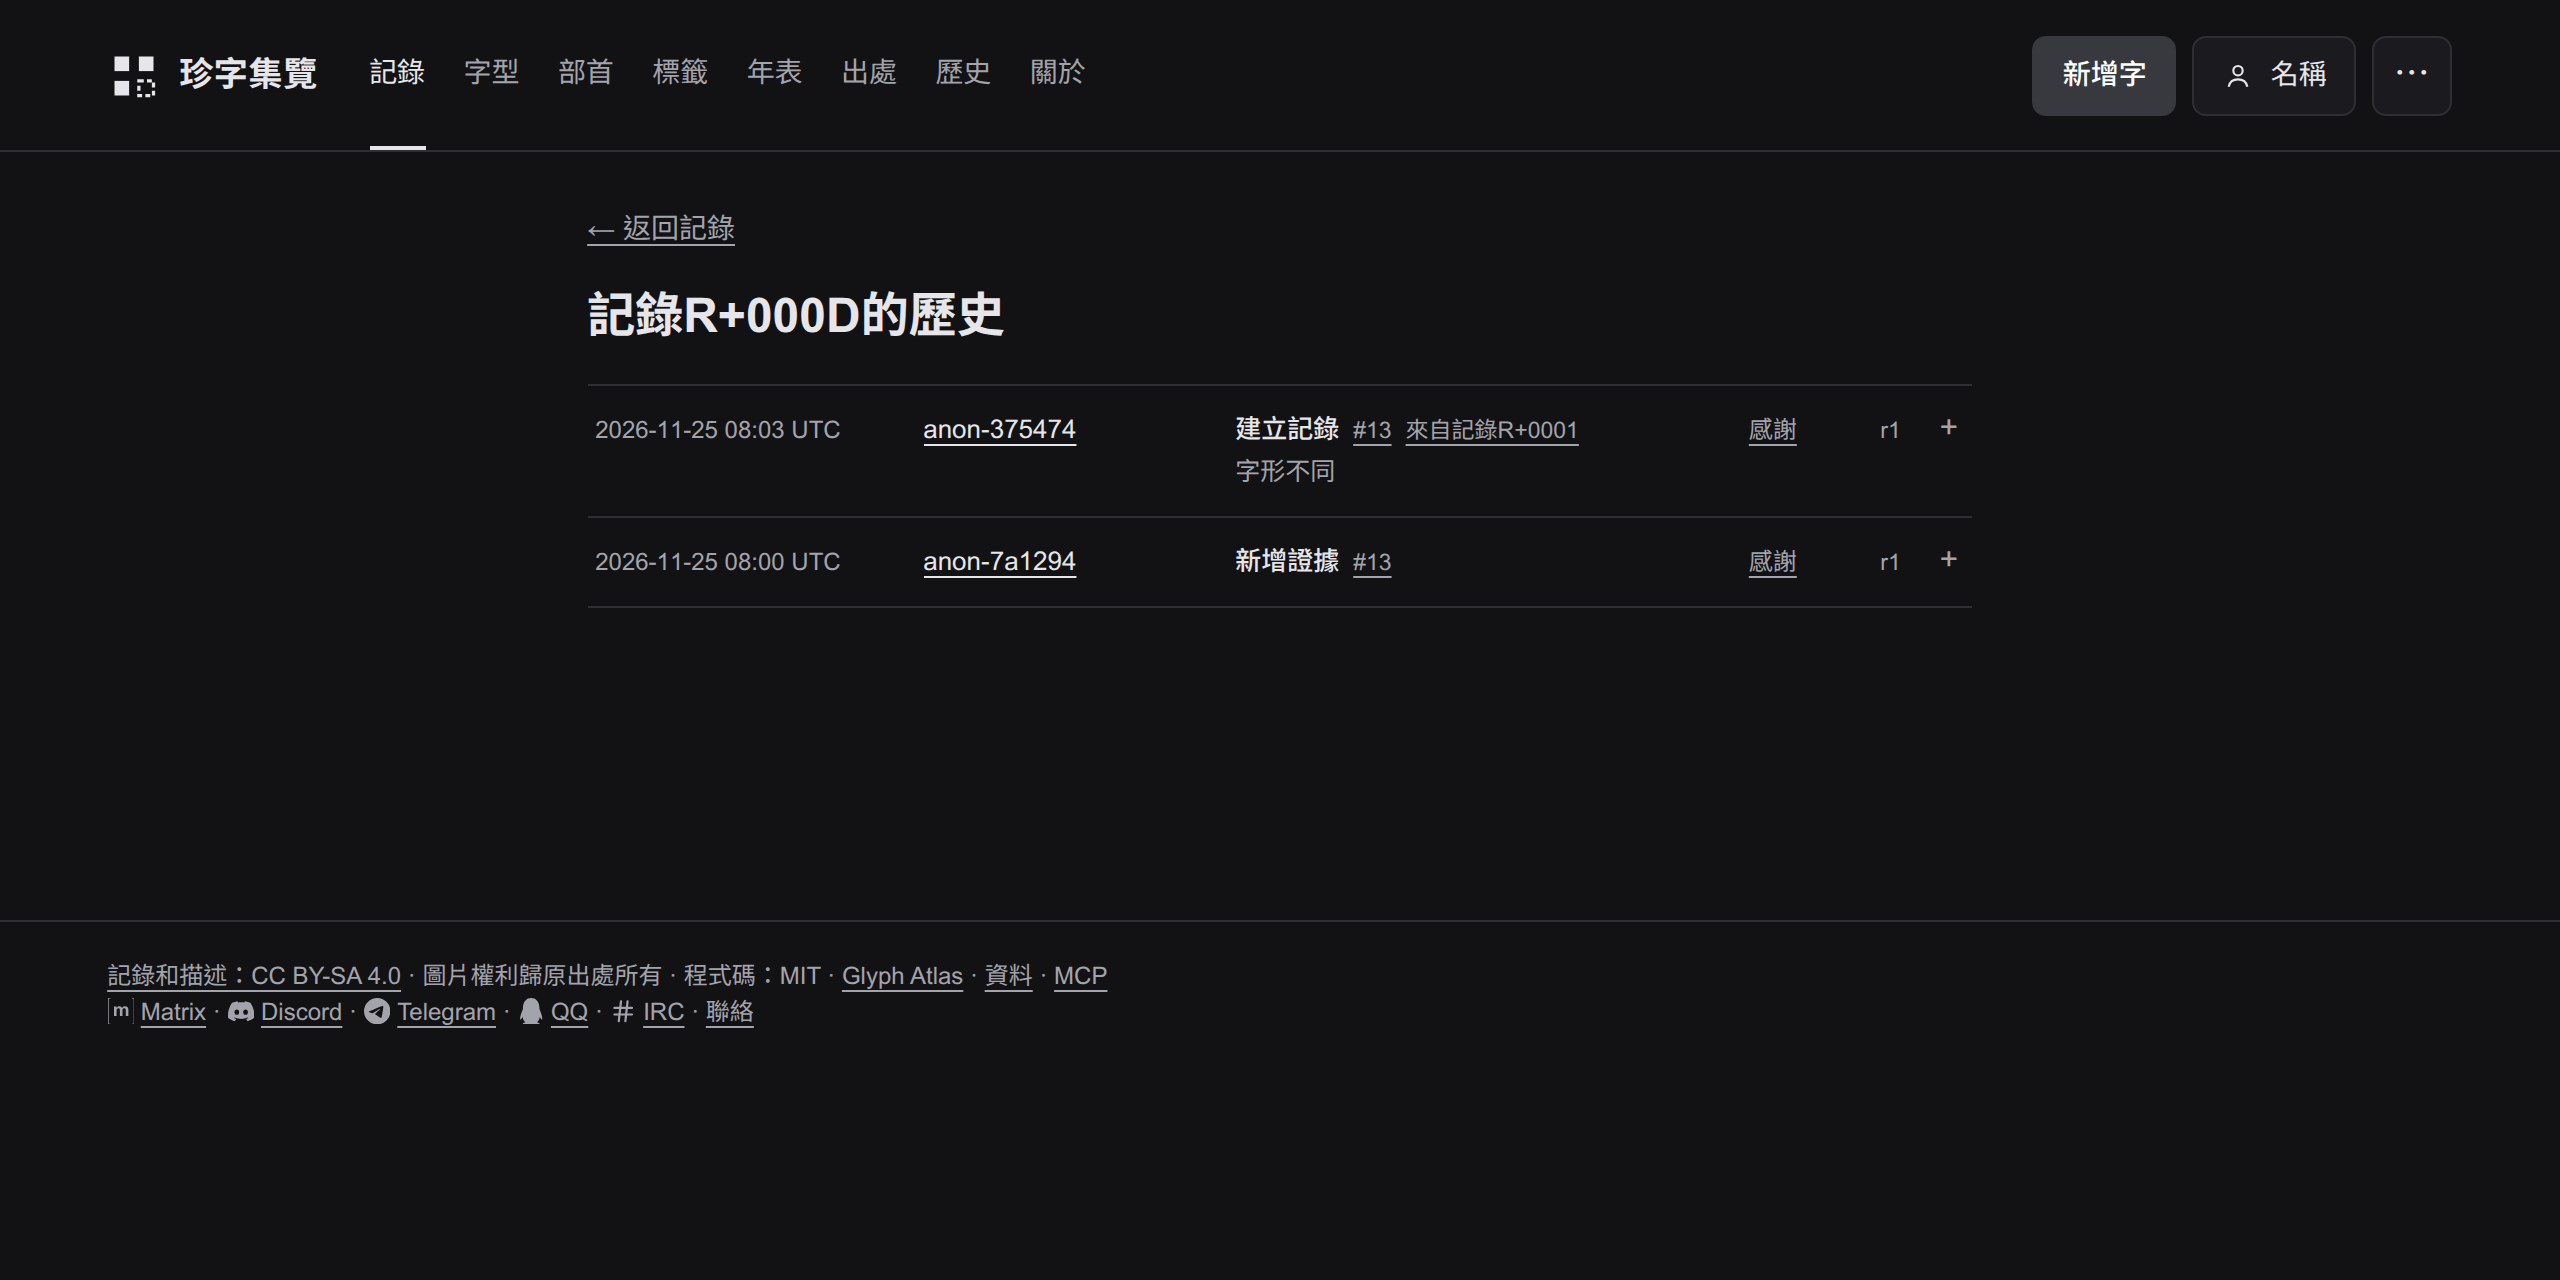 珍字集覽 記錄 字型 部首 標籤 年表 出處 歷史 關於 新增字 名稱 ···
← 返回記錄
記錄R+000D的歷史
2026-11-25 08:03 UTC anon-375474 建立記錄 #13 來自記錄R+0001 感謝 r1 +
字形不同
2026-11-25 08:00 UTC anon-7a1294 新增證據 #13 感謝 r1 +
記錄和描述：CC BY-SA 4.0 · 圖片權利歸原出處所有 · 程式碼：MIT · Glyph Atlas · 資料 · MCP
[m] Matrix · Discord · Telegram · QQ · # IRC · 聯絡